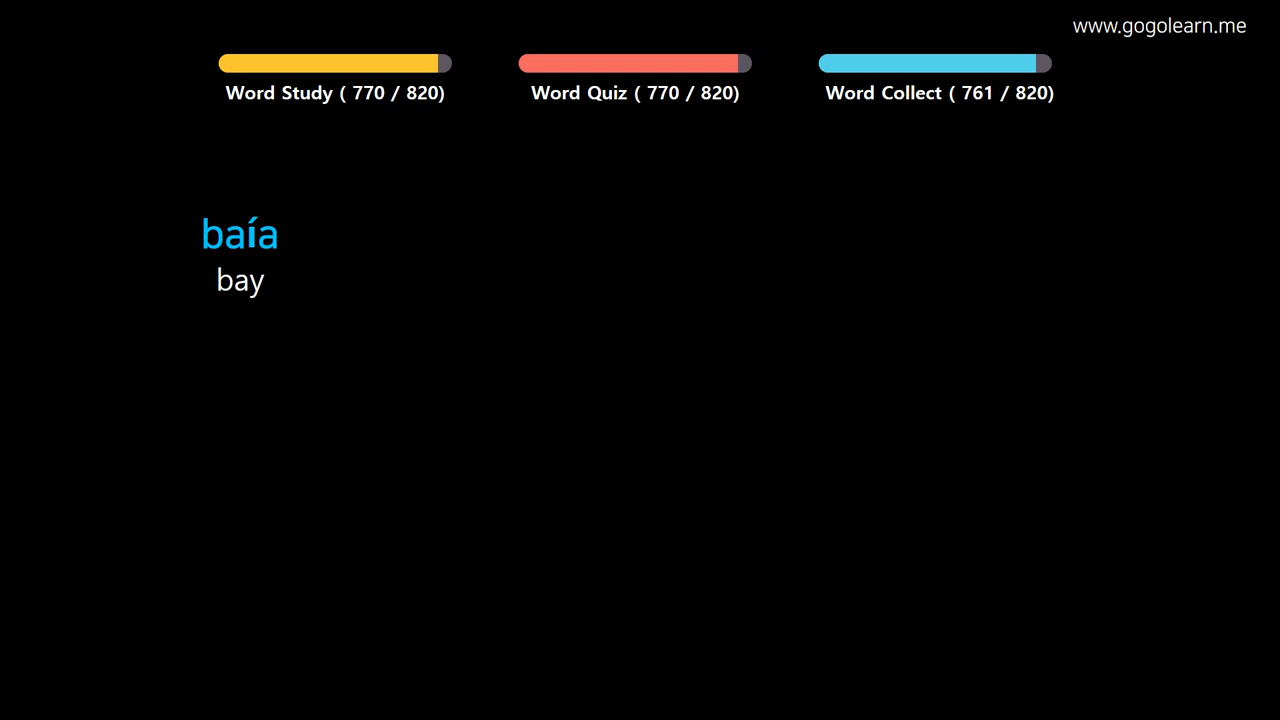 www.gogolearn.me
Word Study ( 770 / 820)
Word Quiz ( 770 / 820)
Word Collect ( 761 / 820)
baía
bay